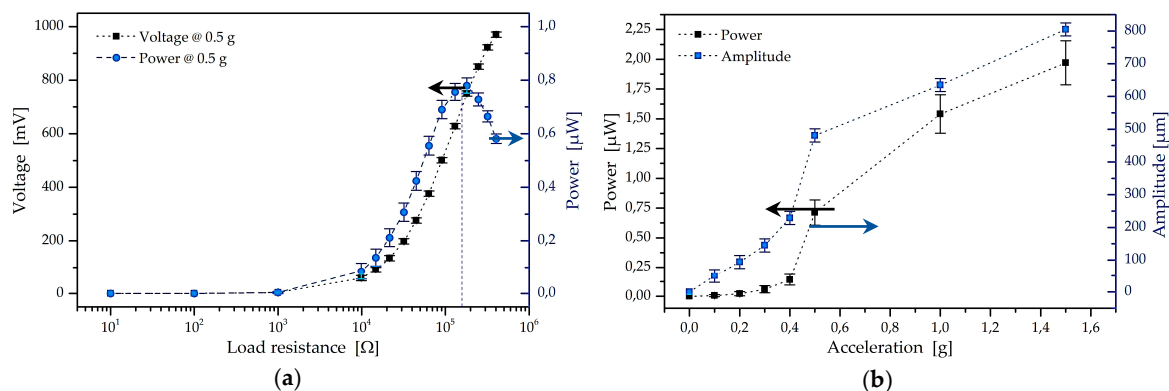 1000
800
600
400
200
0
Voltage [mV]
Voltage @ 0.5 g
Power @ 0.5 g
1,0
0,8
0,6
0,4
0,2
0,0
Power [µW]
10¹ 10² 10³ 10⁴ 10⁵ 10⁶
Load resistance [Ω]
(a)
2,25
2,00
1,75
1,50
1,25
1,00
0,75
0,50
0,25
0,00
Power [µW]
Power
Amplitude
800
700
600
500
400
300
200
100
0
Amplitude [µm]
0,0 0,2 0,4 0,6 0,8 1,0 1,2 1,4 1,6
Acceleration [g]
(b)